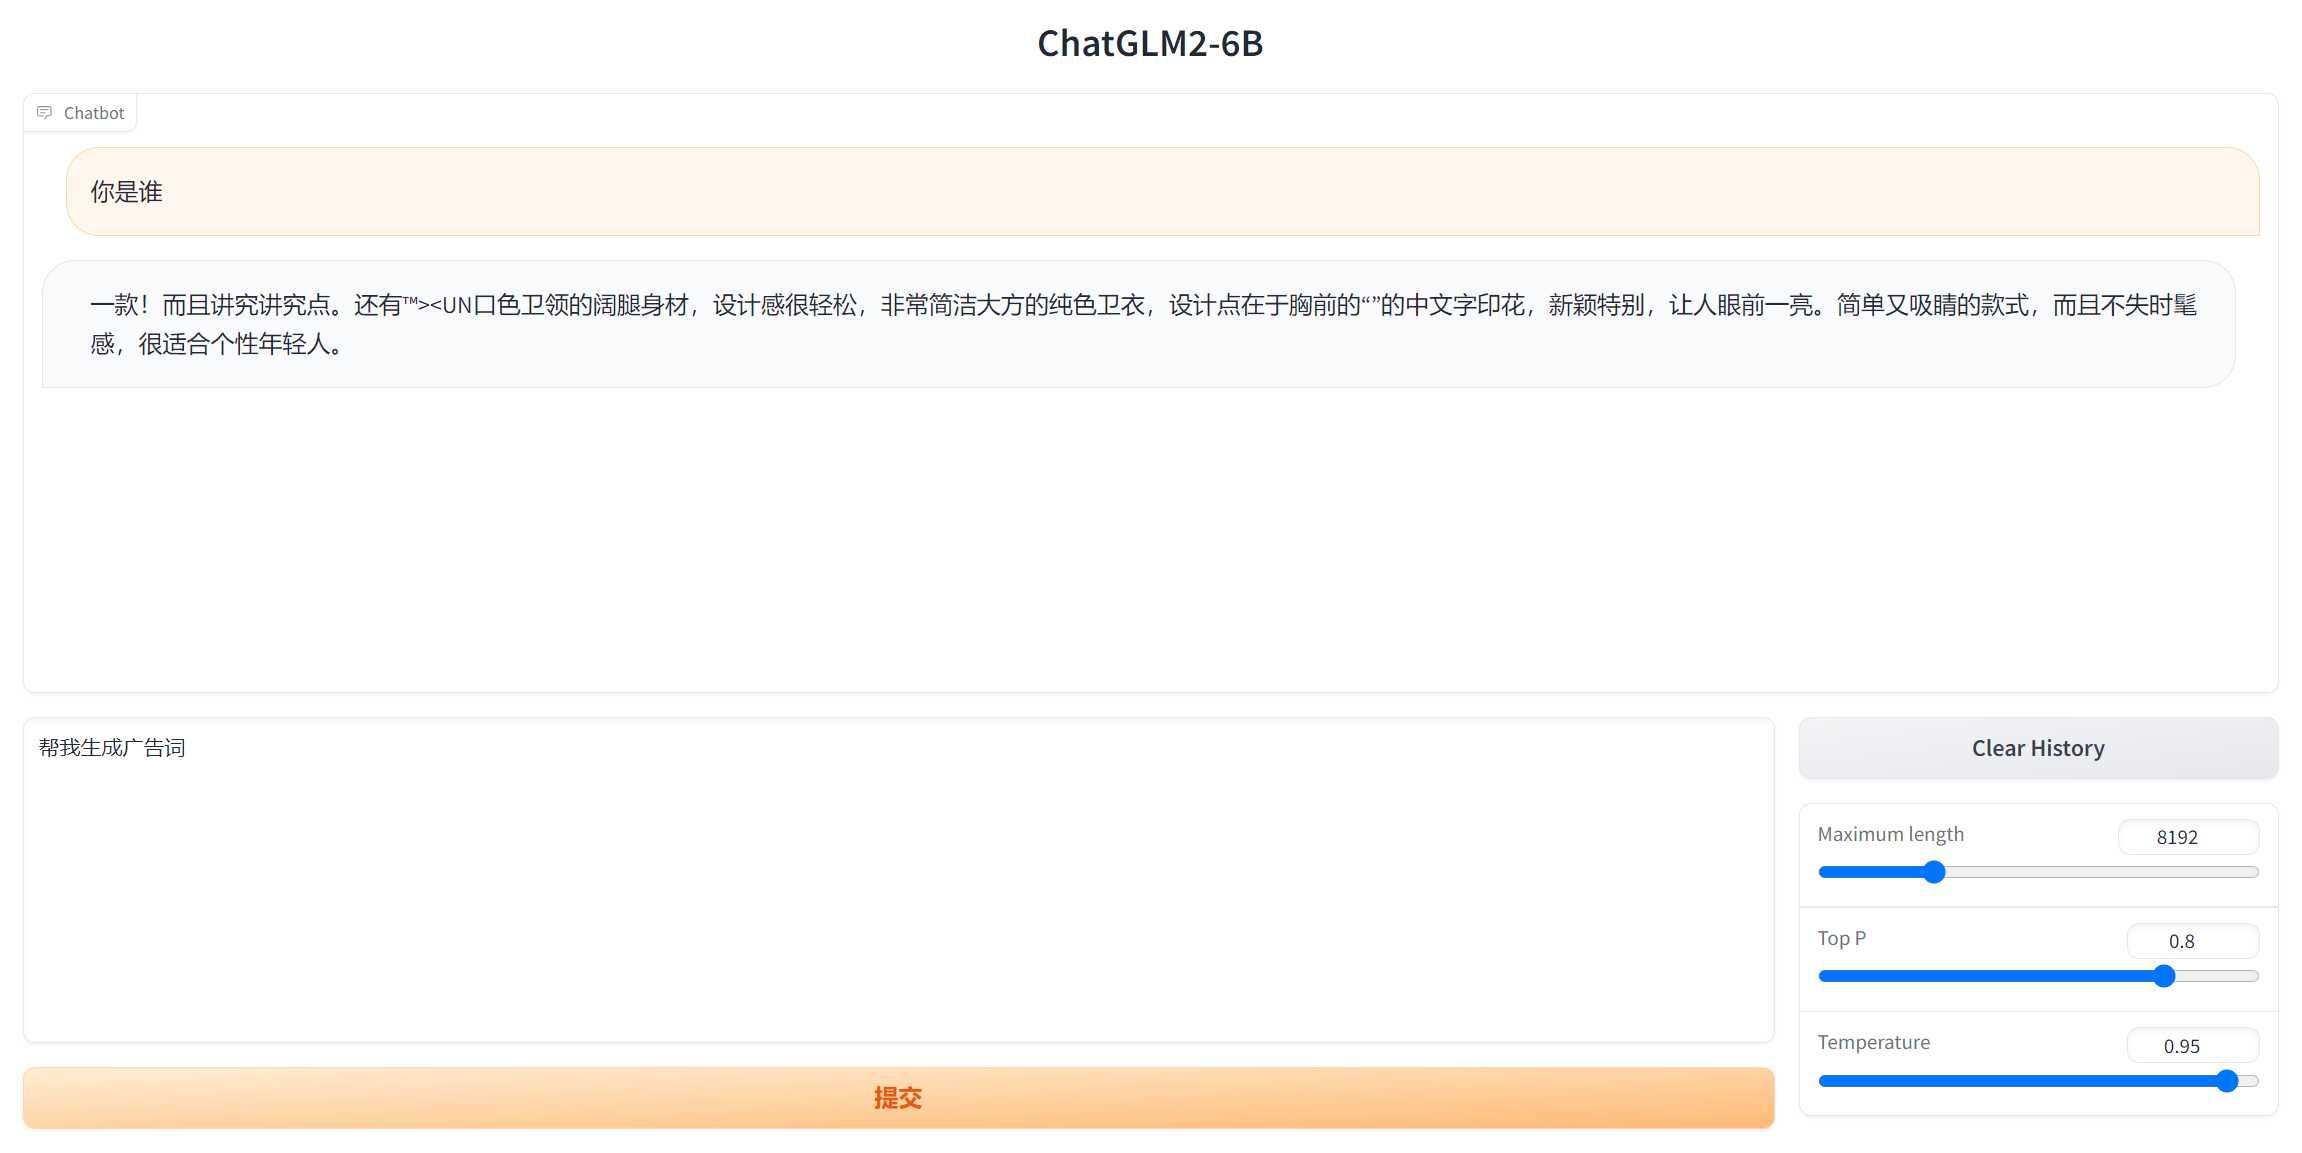 ChatGLM2-6B
Chatbot
你是谁
一款！而且讲究讲究点。还有™><UN口色卫领的阔腿身材，设计感很轻松，非常简洁大方的纯色卫衣，设计点在于胸前的“”的中文字印花，新颖特别，让人眼前一亮。简单又吸睛的款式，而且不失时髦
感，很适合个性年轻人。
帮我生成广告词
Clear History
Maximum length
8192
Top P
0.8
Temperature
0.95
提交